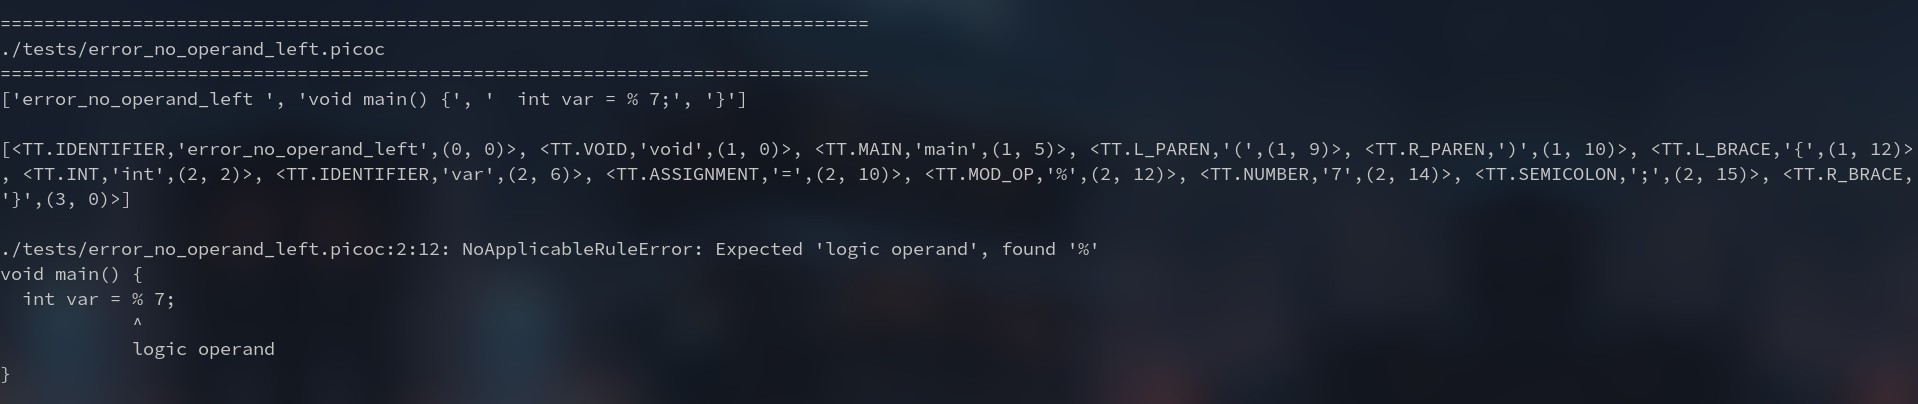 ===============================================================================
./tests/error_no_operand_left.picoc
===============================================================================
['error_no_operand_left ', 'void main() {', '  int var = % 7;', '}']

[<TT.IDENTIFIER,'error_no_operand_left',(0, 0)>, <TT.VOID,'void',(1, 0)>, <TT.MAIN,'main',(1, 5)>, <TT.L_PAREN,'(',(1, 9)>, <TT.R_PAREN,')',(1, 10)>, <TT.L_BRACE,'{',(1, 12)>
, <TT.INT,'int',(2, 2)>, <TT.IDENTIFIER,'var',(2, 6)>, <TT.ASSIGNMENT,'=',(2, 10)>, <TT.MOD_OP,'%',(2, 12)>, <TT.NUMBER,'7',(2, 14)>, <TT.SEMICOLON,';',(2, 15)>, <TT.R_BRACE,
'}',(3, 0)>]

./tests/error_no_operand_left.picoc:2:12: NoApplicableRuleError: Expected 'logic operand', found '%'
void main() {
  int var = % 7;
            ^
            logic operand
}